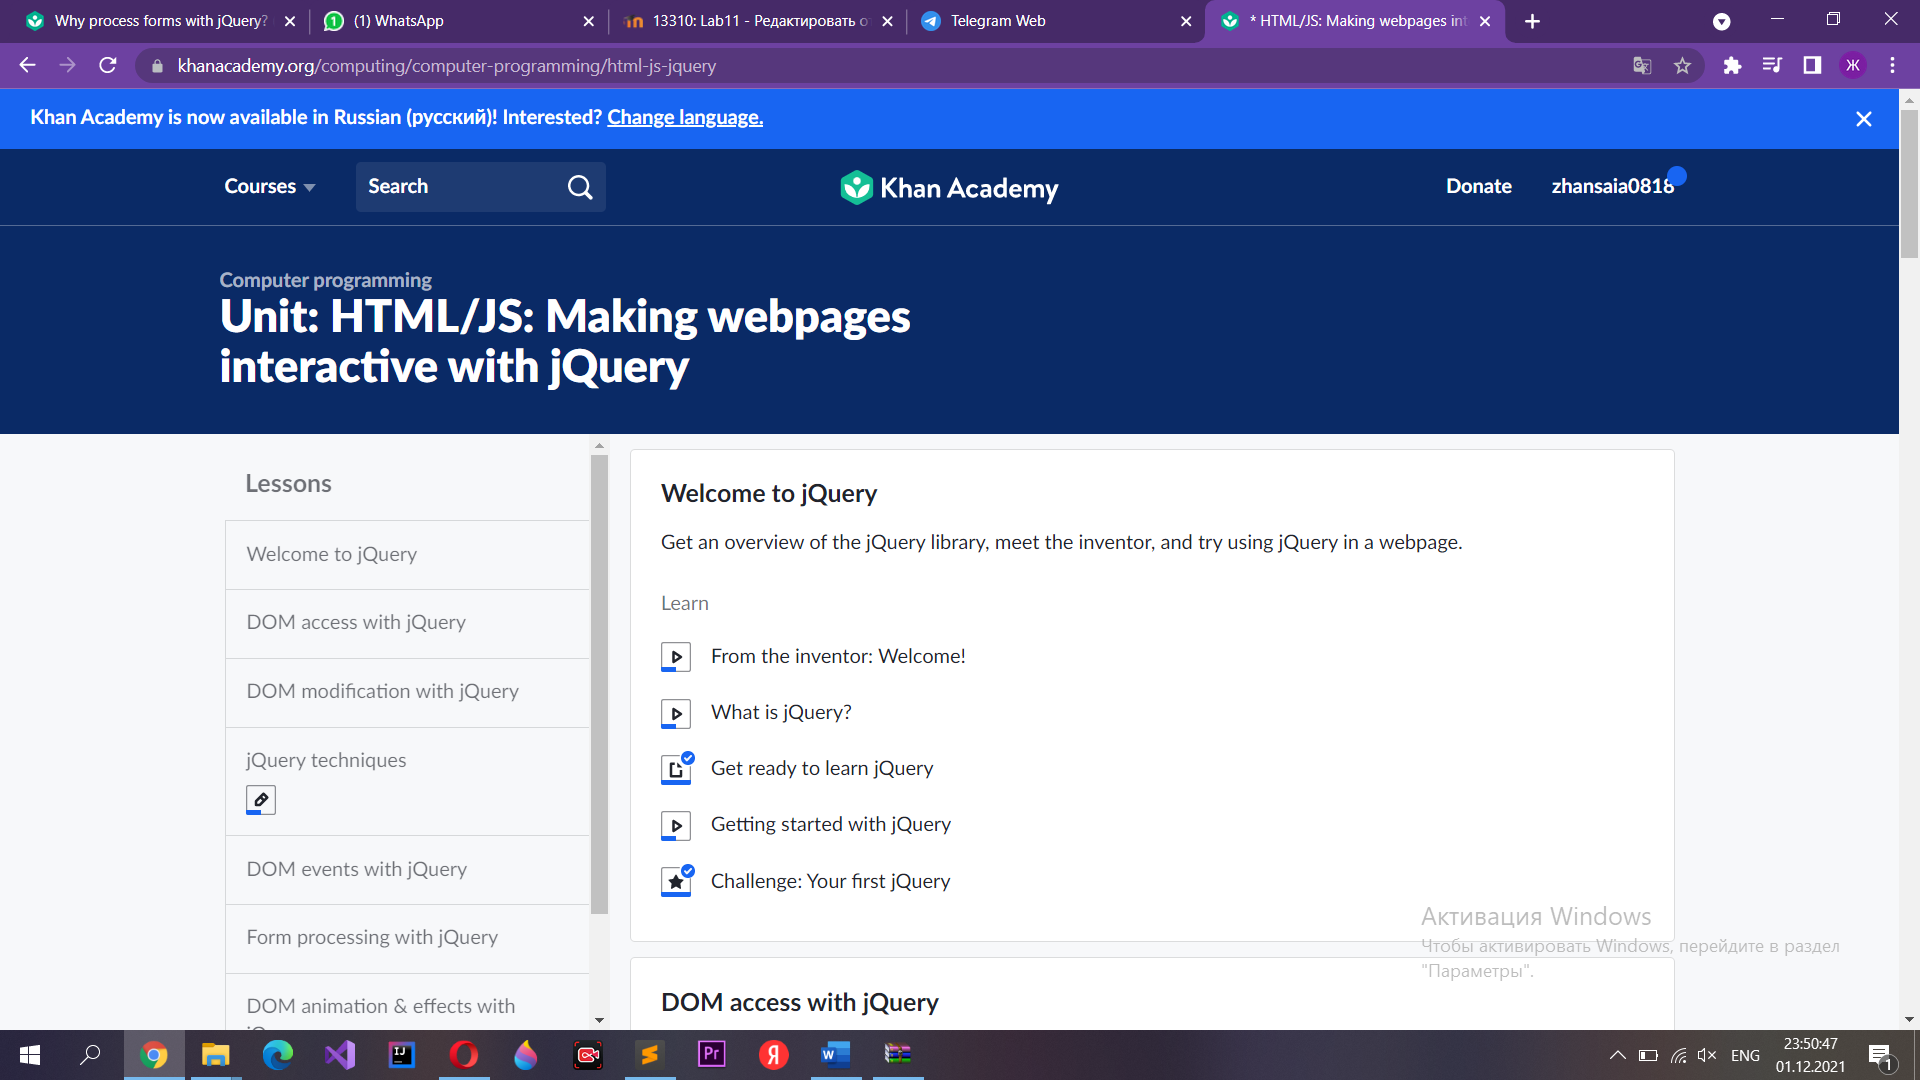 Why process forms with jQuery?
(1) WhatsApp
13310: Lab11 - Редактировать о
Telegram Web
* HTML/JS: Making webpages in
khanacademy.org/computing/computer-programming/html-js-jquery
Ж
Khan Academy is now available in Russian (русский)! Interested? Change language.
Courses
Search
Khan Academy
Donate
zhansaia0818
Computer programming
Unit: HTML/JS: Making webpages
interactive with jQuery
Lessons
Welcome to jQuery
DOM access with jQuery
DOM modification with jQuery
jQuery techniques
DOM events with jQuery
Form processing with jQuery
DOM animation & effects with
Welcome to jQuery
Get an overview of the jQuery library, meet the inventor, and try using jQuery in a webpage.
Learn
From the inventor: Welcome!
What is jQuery?
Get ready to learn jQuery
Getting started with jQuery
Challenge: Your first jQuery
DOM access with jQuery
Активация Windows
Чтобы активировать Windows, перейдите в раздел
"Параметры".
IJ
Pr
Я
W
ENG
23:50:47
01.12.2021
1